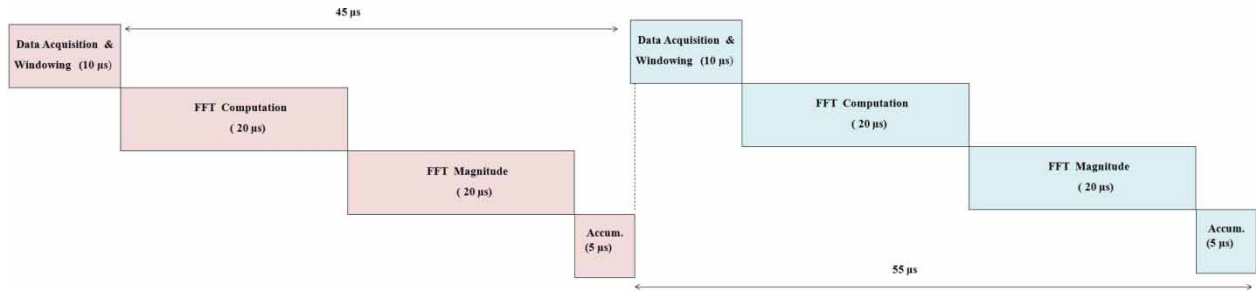 45 µs
Data Acquisition &
Windowing (10 µs)
FFT Computation
( 20 µs)
FFT Magnitude
( 20 µs)
Accum.
(5 µs)
Data Acquisition &
Windowing (10 µs)
FFT Computation
( 20 µs)
FFT Magnitude
( 20 µs)
Accum.
(5 µs)
55 µs